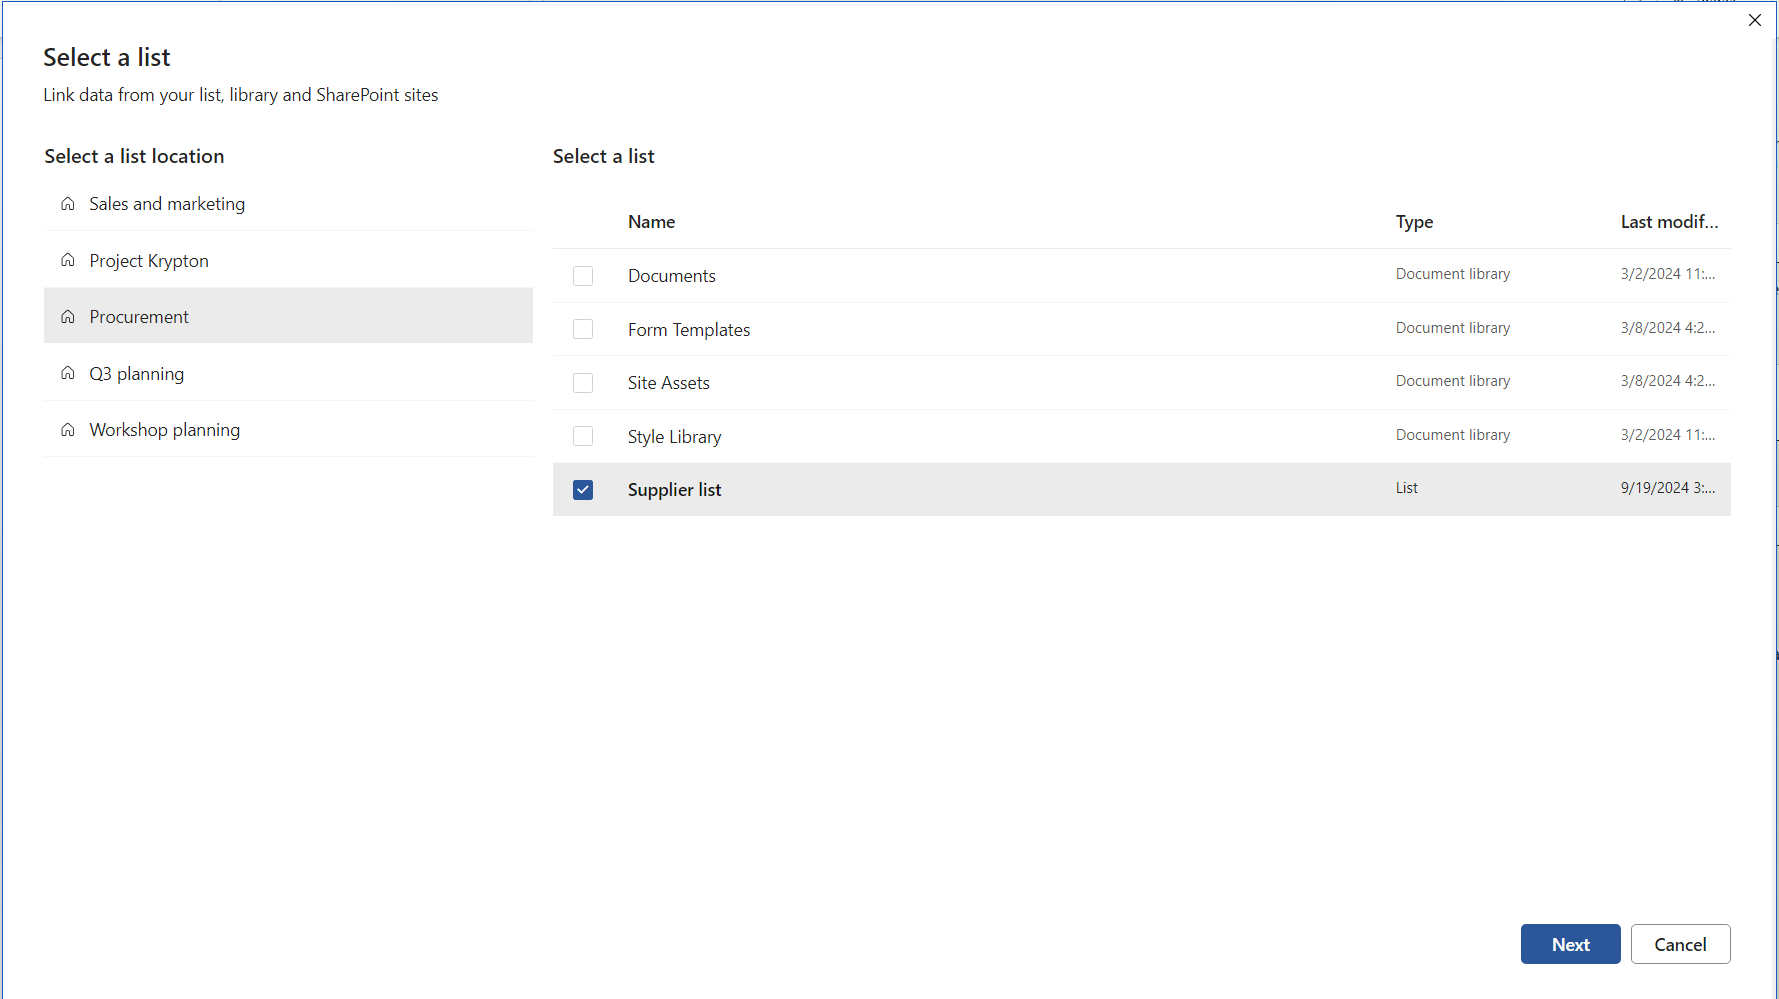 Select a list
Link data from your list, library and SharePoint sites
Select a list location
Sales and marketing
Project Krypton
Procurement
Q3 planning
Workshop planning
Select a list
Name Type Last modif...
Documents Document library 3/2/2024 11:...
Form Templates Document library 3/8/2024 4:2...
Site Assets Document library 3/8/2024 4:2...
Style Library Document library 3/2/2024 11:...
Supplier list List 9/19/2024 3:...
Next Cancel